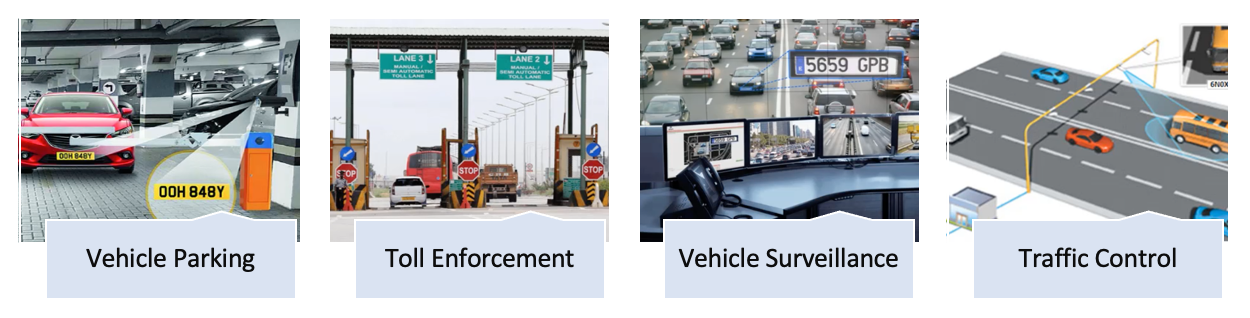 OOH 848Y
OOH 848Y
Vehicle Parking
LANE 3
MANUAL /
SEMI AUTOMATIC
TOLL LANE
LANE 2
MANUAL /
SEMI AUTOMATIC
TOLL LANE
STOP
STOP
STOP
Toll Enforcement
5659 GPB
Vehicle Surveillance
Traffic Control